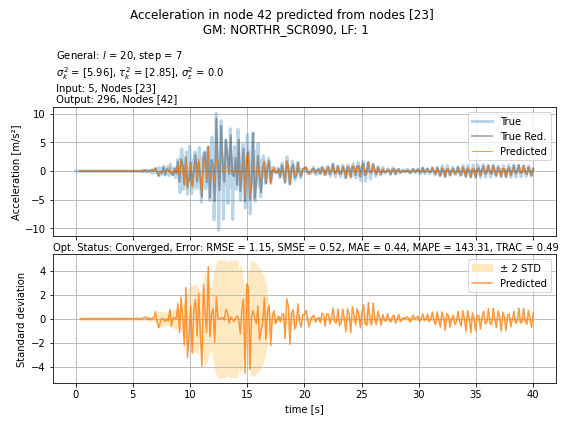 Acceleration in node 42 predicted from nodes [23]
GM: NORTHR_SCR090, LF: 1
General: l = 20, step = 7
σ_k^2 = [5.96], τ_k^2 = [2.85], σ_ε^2 = 0.0
Input: 5, Nodes [23]
Output: 296, Nodes [42]
Acceleration [m/s²]
10
5
0
−5
−10
True
True Red.
Predicted
Opt. Status: Converged, Error: RMSE = 1.15, SMSE = 0.52, MAE = 0.44, MAPE = 143.31, TRAC = 0.49
Standard deviation
4
2
0
−2
−4
± 2 STD
Predicted
0 5 10 15 20 25 30 35 40
time [s]